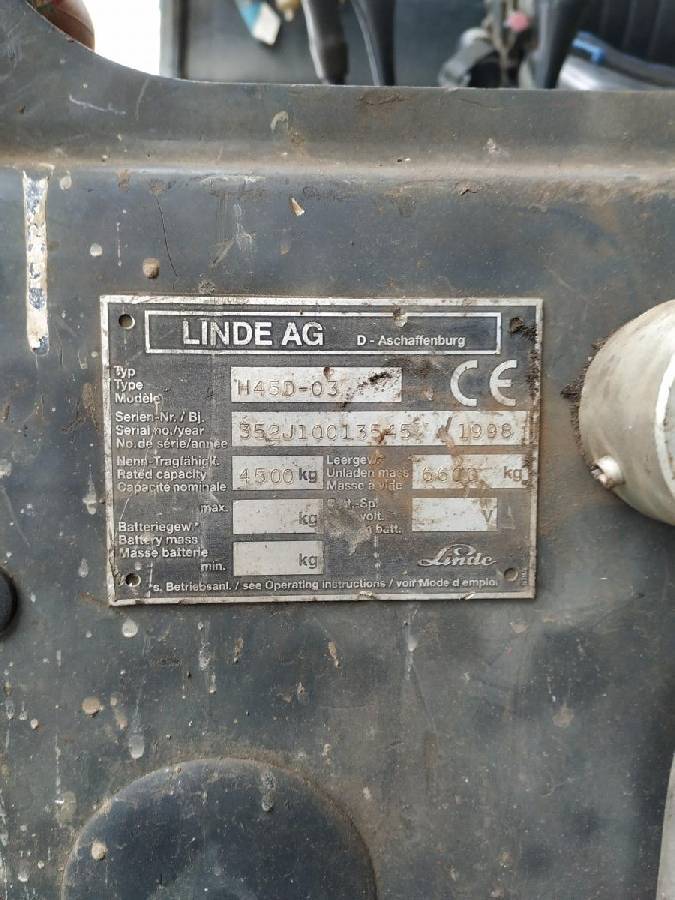 LINDE AG D - Aschaffenburg
Typ
Type
Modèle
H45D-03
CE
Serien-Nr. / Bj.
Serial no./year
No. de série/année
352J10013545 / 1998
Nenn-Tragfähigk.
Rated capacity
Capacité nominale
4500 kg
Leergew.
Unladen mass
Masse à vide
kg
max.
kg
Batteriegew.
Battery mass
Masse batterie
volt.
batt.
V
min.
kg
Linde
s. Betriebsanl. / see Operating instructions / voir Mode d'emploi